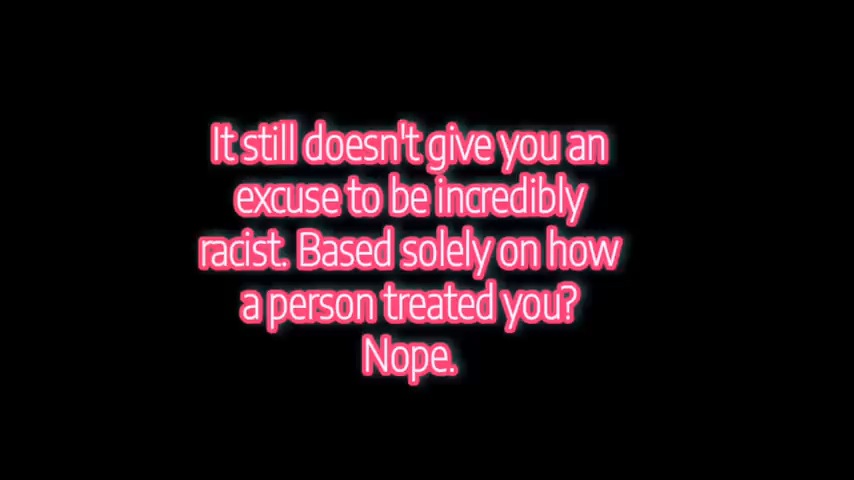 It still doesn't give you an
excuse to be incredibly
racist. Based solely on how
a person treated you?
Nope.